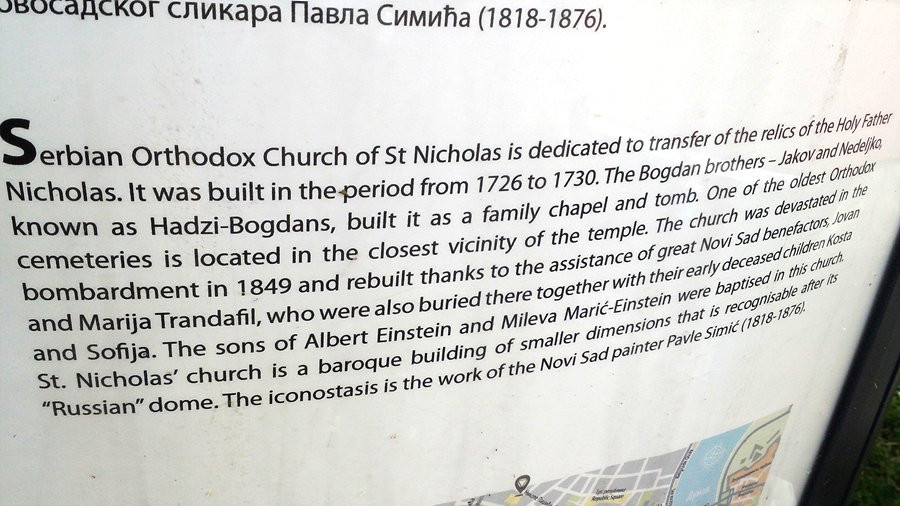 овосадског сликара Павла Симића (1818-1876).
Serbian Orthodox Church of St Nicholas is dedicated to transfer of the relics of the Holy Father
Nicholas. It was built in the period from 1726 to 1730. The Bogdan brothers – Jakov and Nedeljko,
known as Hadzi-Bogdans, built it as a family chapel and tomb. One of the oldest Orthodox
cemeteries is located in the closest vicinity of the temple. The church was devastated in the
bombardment in 1849 and rebuilt thanks to the assistance of great Novi Sad benefactors, Jovan
and Marija Trandafil, who were also buried there together with their early deceased children Kosta
and Sofija. The sons of Albert Einstein and Mileva Marić-Einstein were baptised in this church.
St. Nicholas’ church is a baroque building of smaller dimensions that is recognisable after its
“Russian” dome. The iconostasis is the work of the Novi Sad painter Pavle Simić (1818-1876).
Republic Square